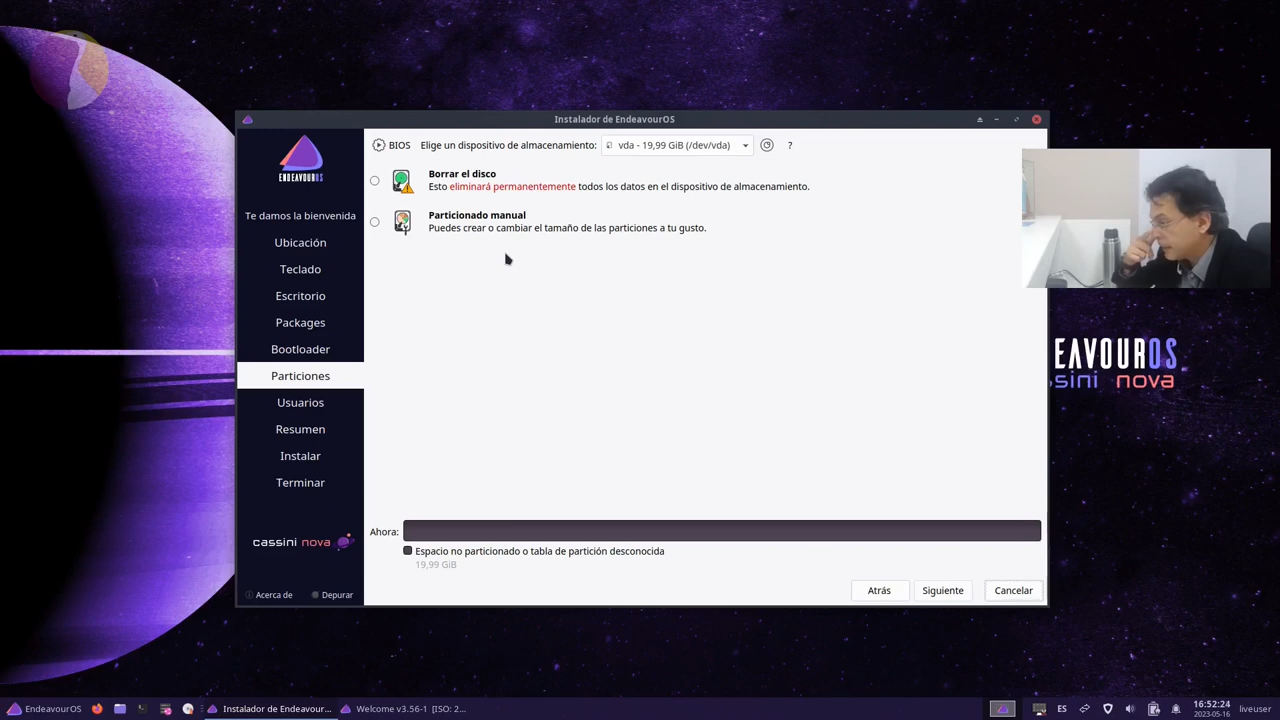 Instalador de EndeavourOS
ENDEAVOUROS
BIOS Elige un dispositivo de almacenamiento: vda - 19,99 GiB (/dev/vda) ?
Borrar el disco
Esto eliminará permanentemente todos los datos en el dispositivo de almacenamiento.
Particionado manual
Puedes crear o cambiar el tamaño de las particiones a tu gusto.
Te damos la bienvenida
Ubicación
Teclado
Escritorio
Packages
Bootloader
Particiones
Usuarios
Resumen
Instalar
Terminar
cassini nova
Acerca de
Depurar
Ahora:
Espacio no particionado o tabla de partición desconocida
19,99 GiB
Atrás
Siguiente
Cancelar
EAVOUROS
sini nova
EndeavourOS
Instalador de Endeavour...
Welcome v3.56-1 [ISO: 2...
ES
16:52:24
2023-05-16
liveuser